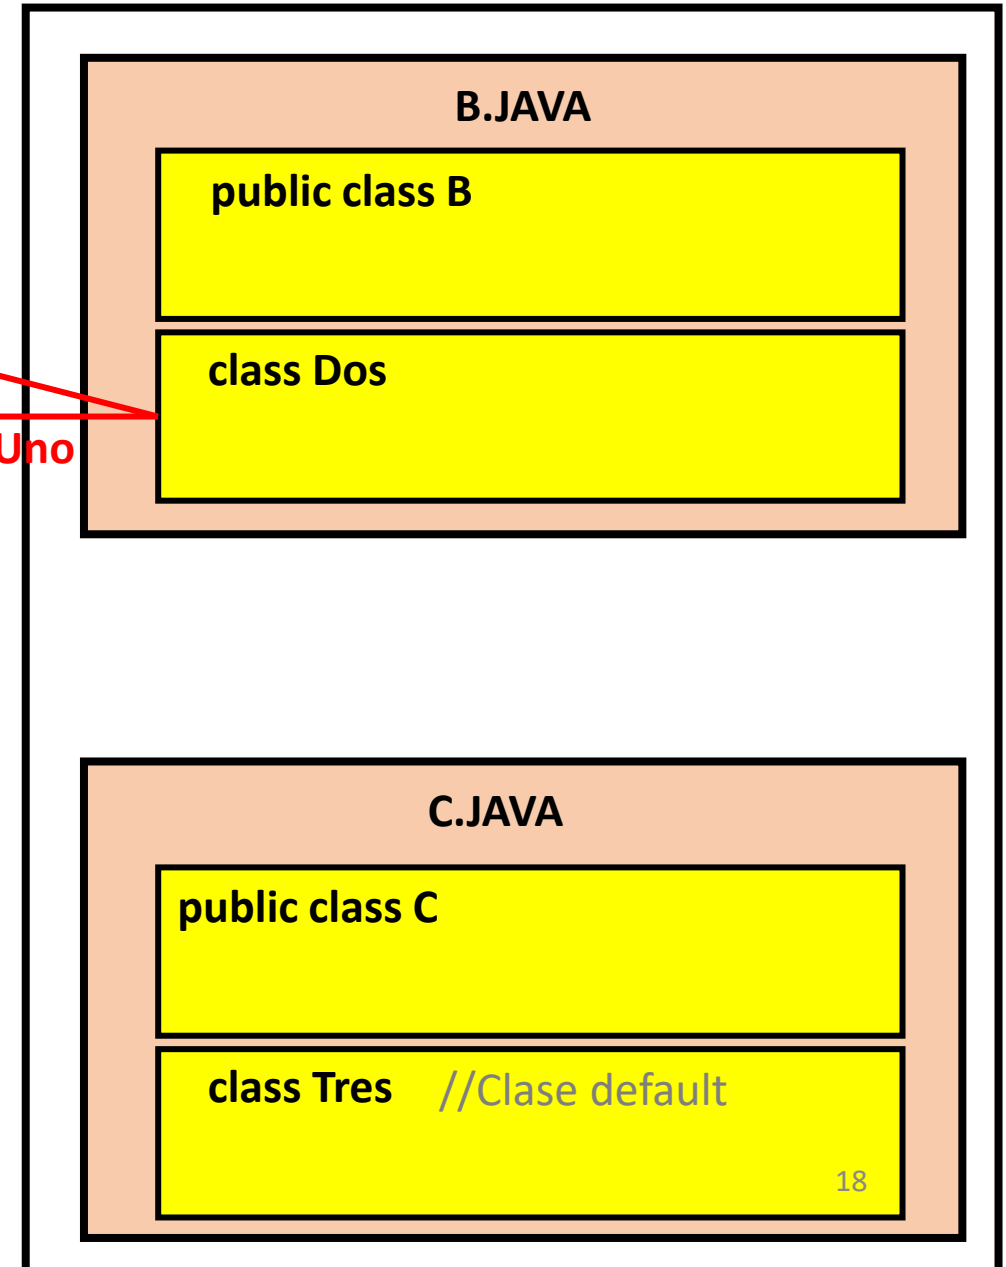 B.JAVA
public class B
class Dos
Uno
C.JAVA
public class C
class Tres //Clase default
18